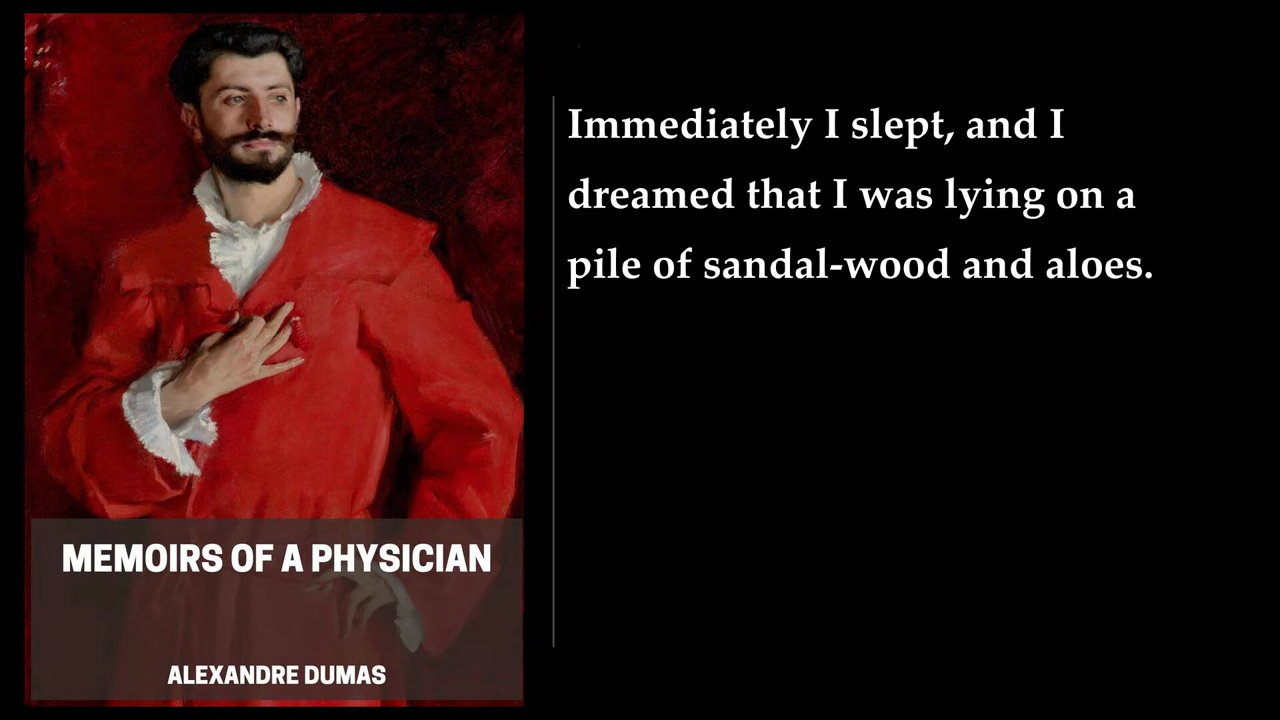 Immediately I slept, and I
dreamed that I was lying on a
pile of sandal-wood and aloes.
MEMOIRS OF A PHYSICIAN
ALEXANDRE DUMAS